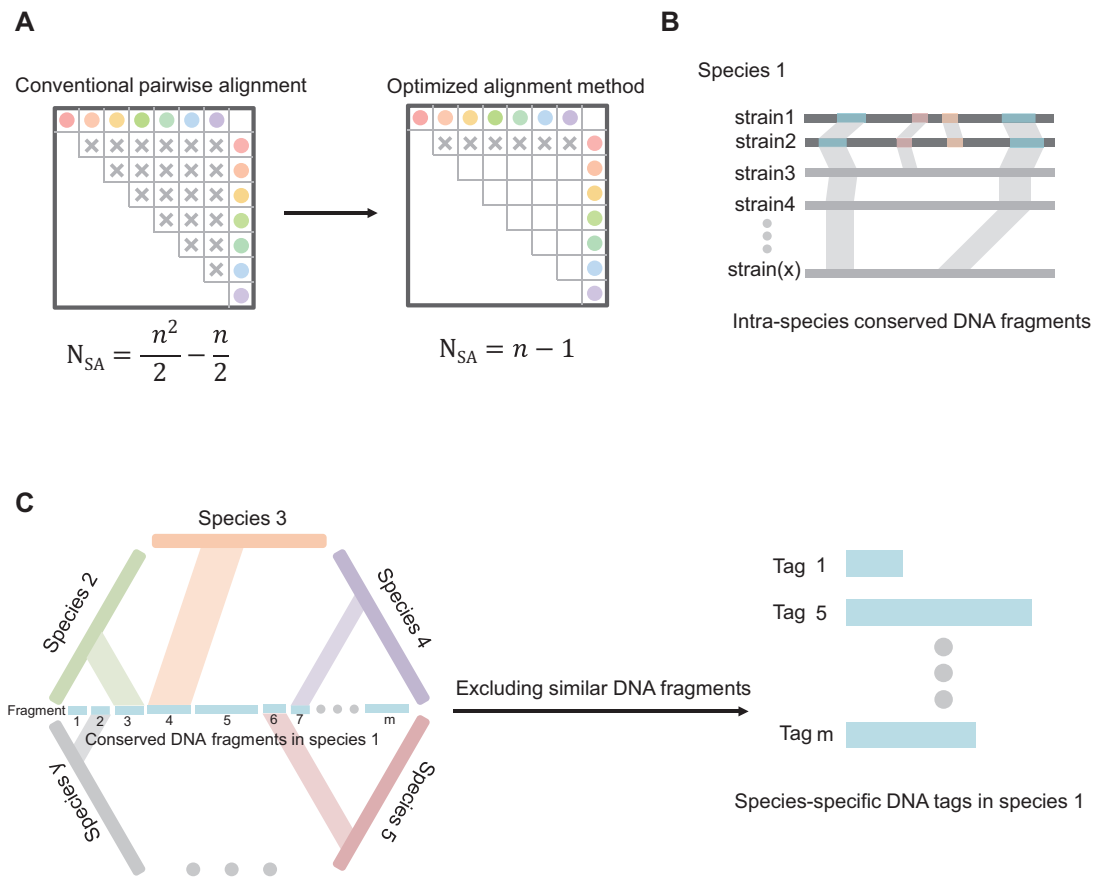 A
B
Conventional pairwise alignment
Optimized alignment method
N_SA = n^2/2 − n/2
N_SA = n − 1
Species 1
strain1
strain2
strain3
strain4
strain(x)
Intra-species conserved DNA fragments
C
Species 3
Species 2
Species 4
Fragment
1 2 3 4 5 6 7 m
Conserved DNA fragments in species 1
Species y
Species 5
Excluding similar DNA fragments
Tag 1
Tag 5
Tag m
Species-specific DNA tags in species 1